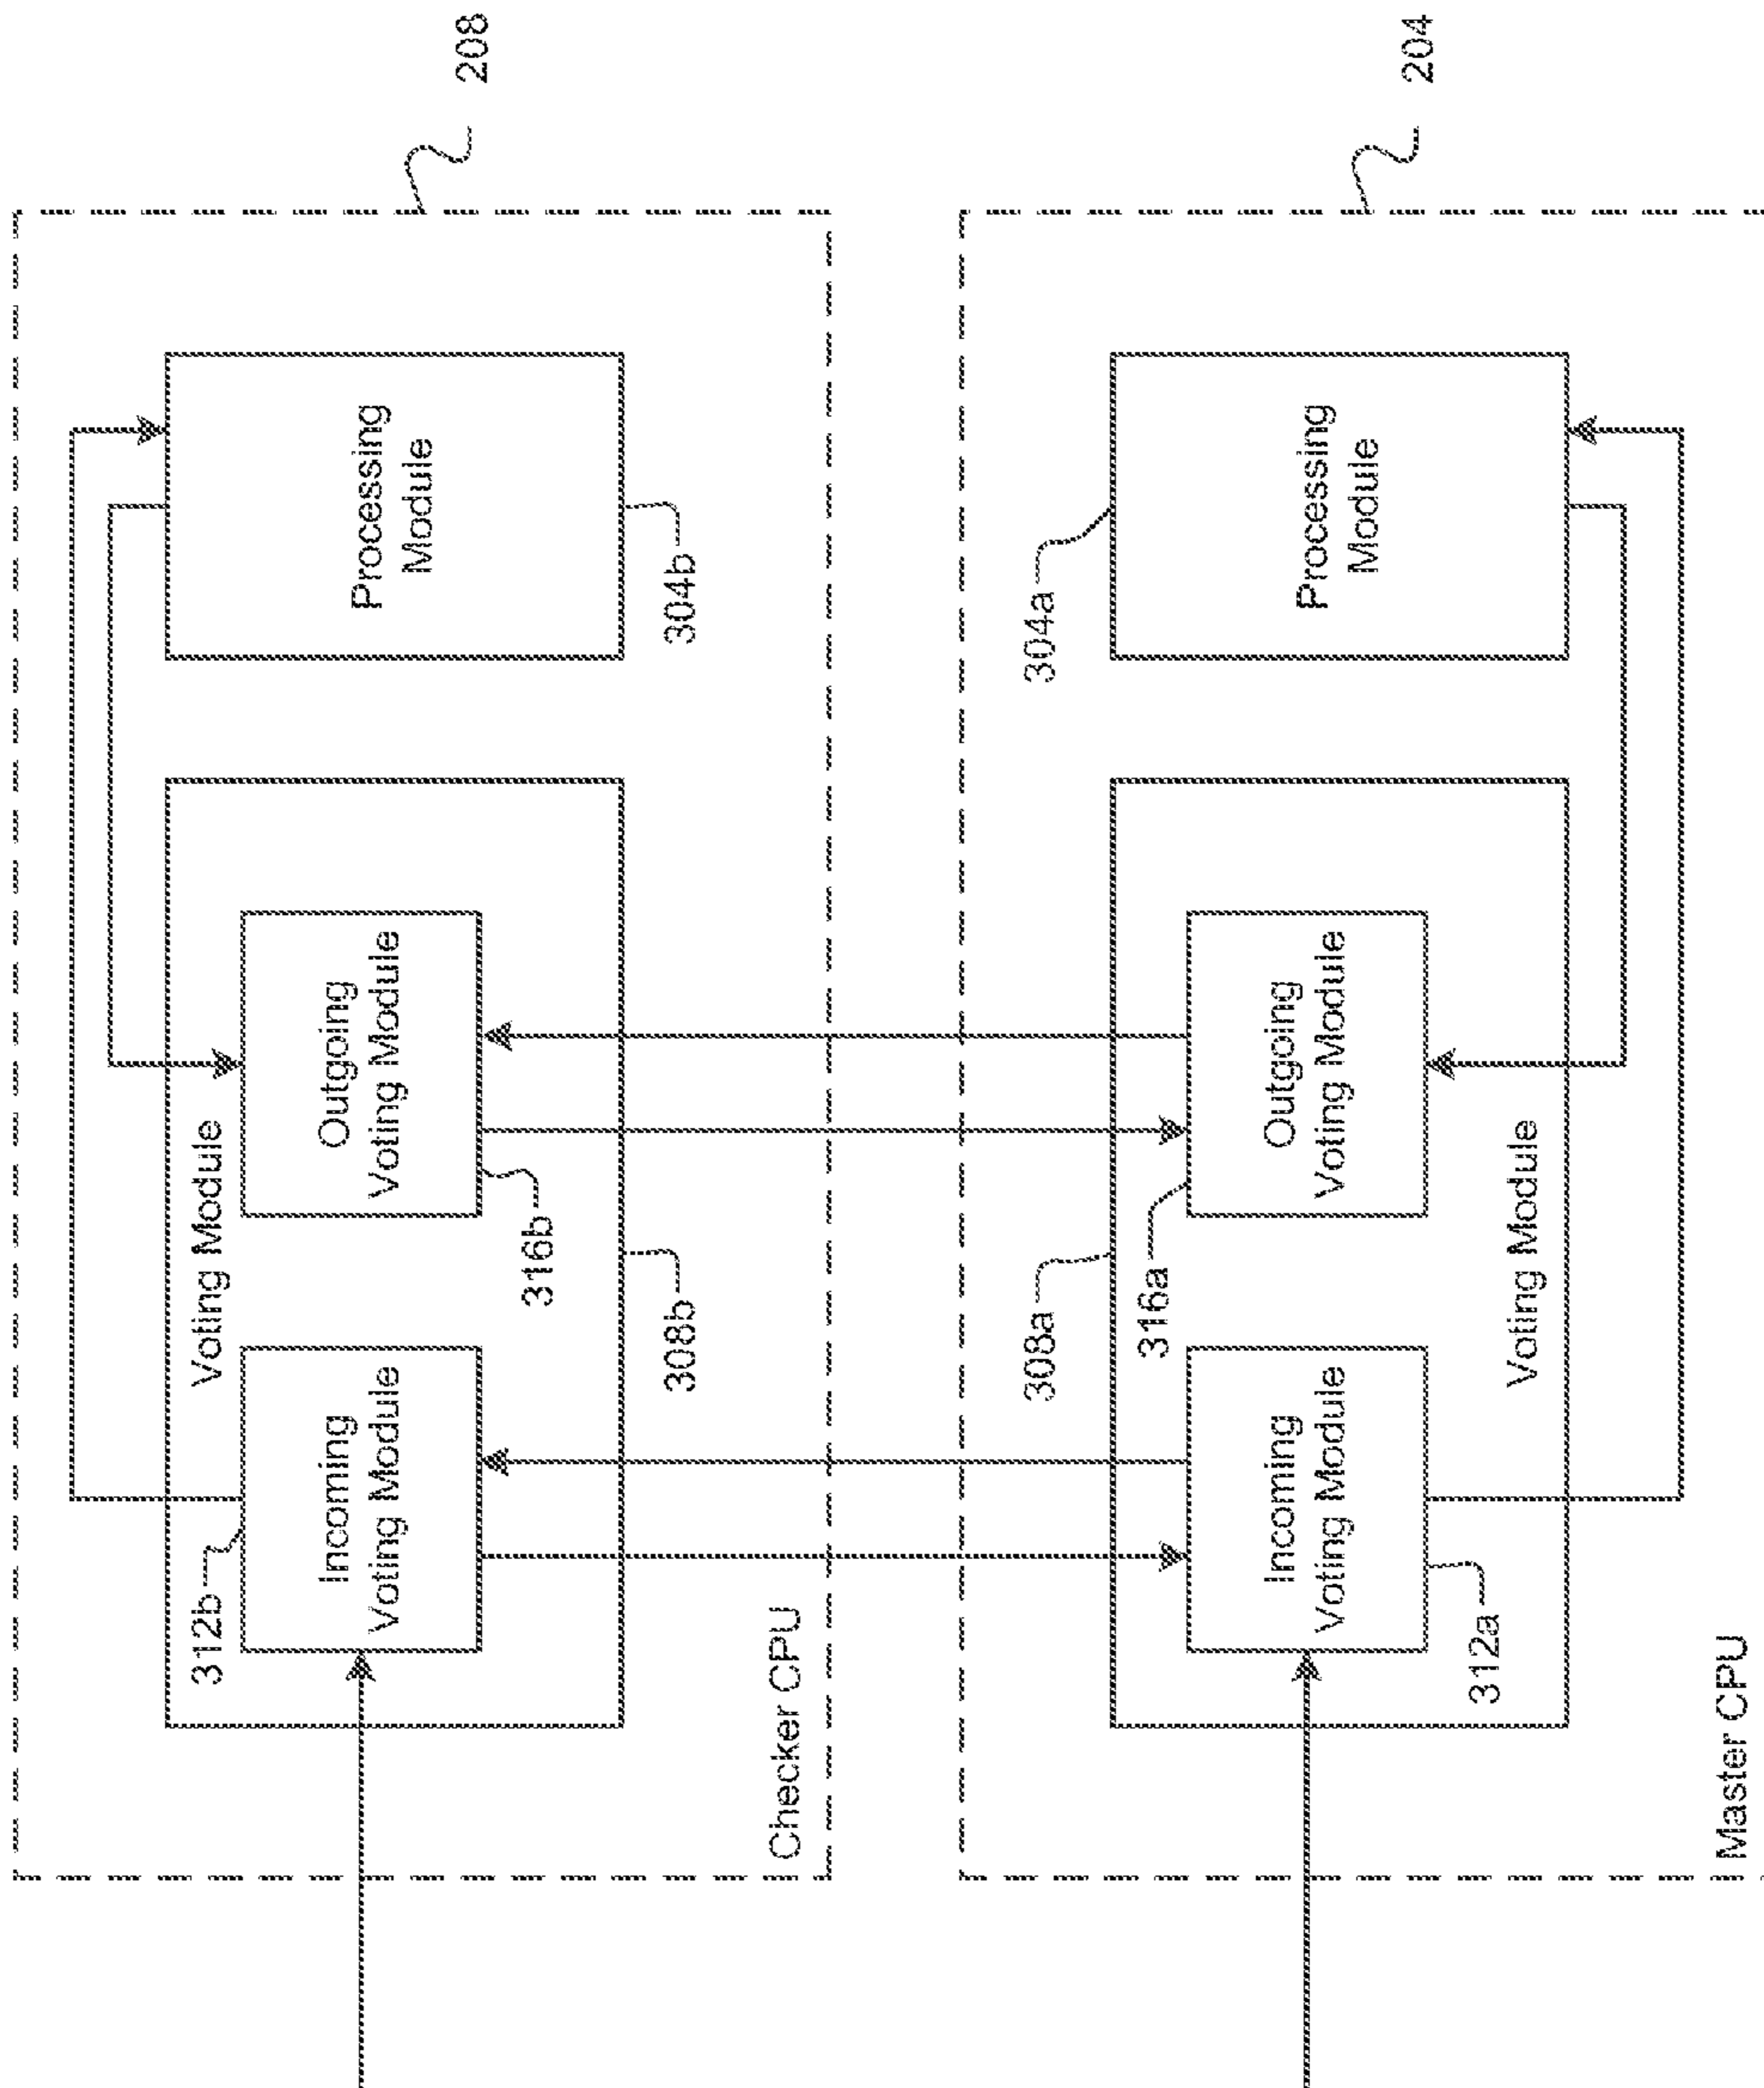 208
Processing
Module
304b
Outgoing
Voting Module
Voting Module
316b
308b
Incoming
Voting Module
312b
Checker CPU
204
304a
Processing
Module
Outgoing
Voting Module
316a
308a
Voting Module
Incoming
Voting Module
312a
Master CPU